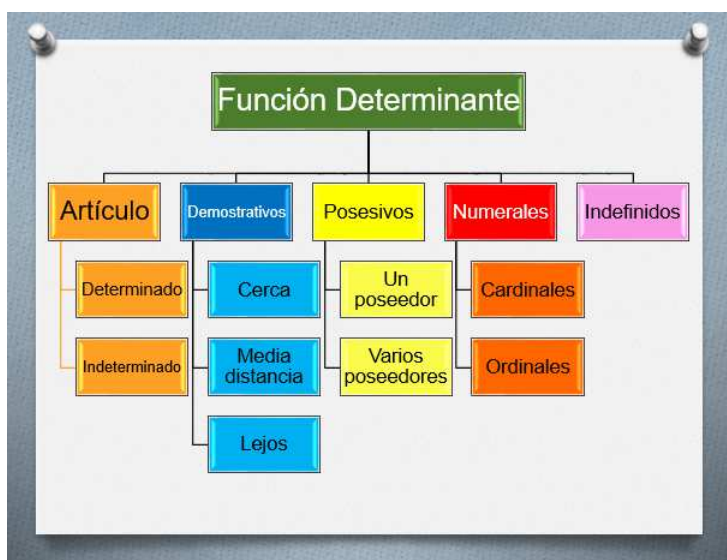 Función Determinante
Artículo
Demostrativos
Posesivos
Numerales
Indefinidos
Determinado
Cerca
Un
poseedor
Cardinales
Indeterminado
Media
distancia
Varios
poseedores
Ordinales
Lejos